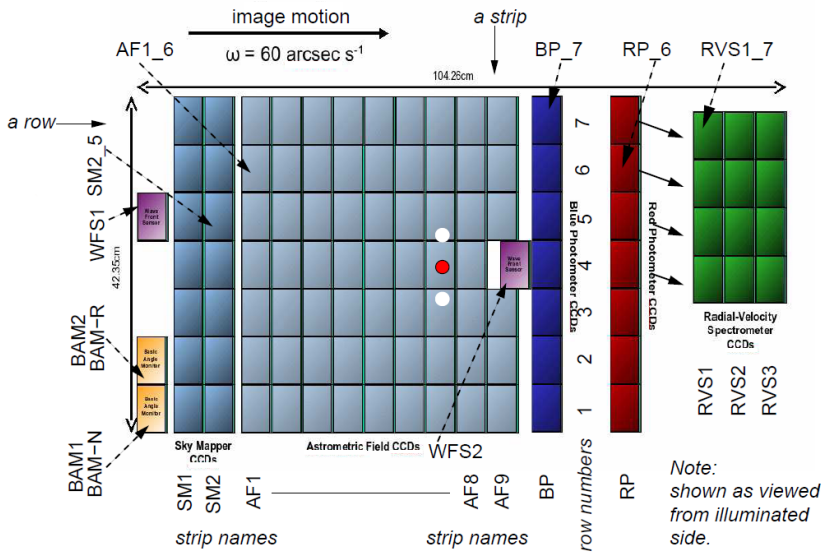 image motion
a strip
AF1_6
ω = 60 arcsec s-1
BP_7
RP_6
RVS1_7
104.26cm
a row
SM2_5
WFS1
42.35cm
Wave Front Sensor
BAM2
BAM-R
Basic Angle Monitor
BAM1
BAM-N
Basic Angle Monitor
Wave Front Sensor
7
6
5
4
3
2
1
Blue Photometer CCDs
Red Photometer CCDs
Radial-Velocity
Spectrometer
CCDs
Sky Mapper
CCDs
Astrometric Field CCDs
WFS2
RVS1
RVS2
RVS3
SM1
SM2
AF1
AF8
AF9
BP
row numbers
RP
strip names
strip names
Note:
shown as viewed
from illuminated
side.